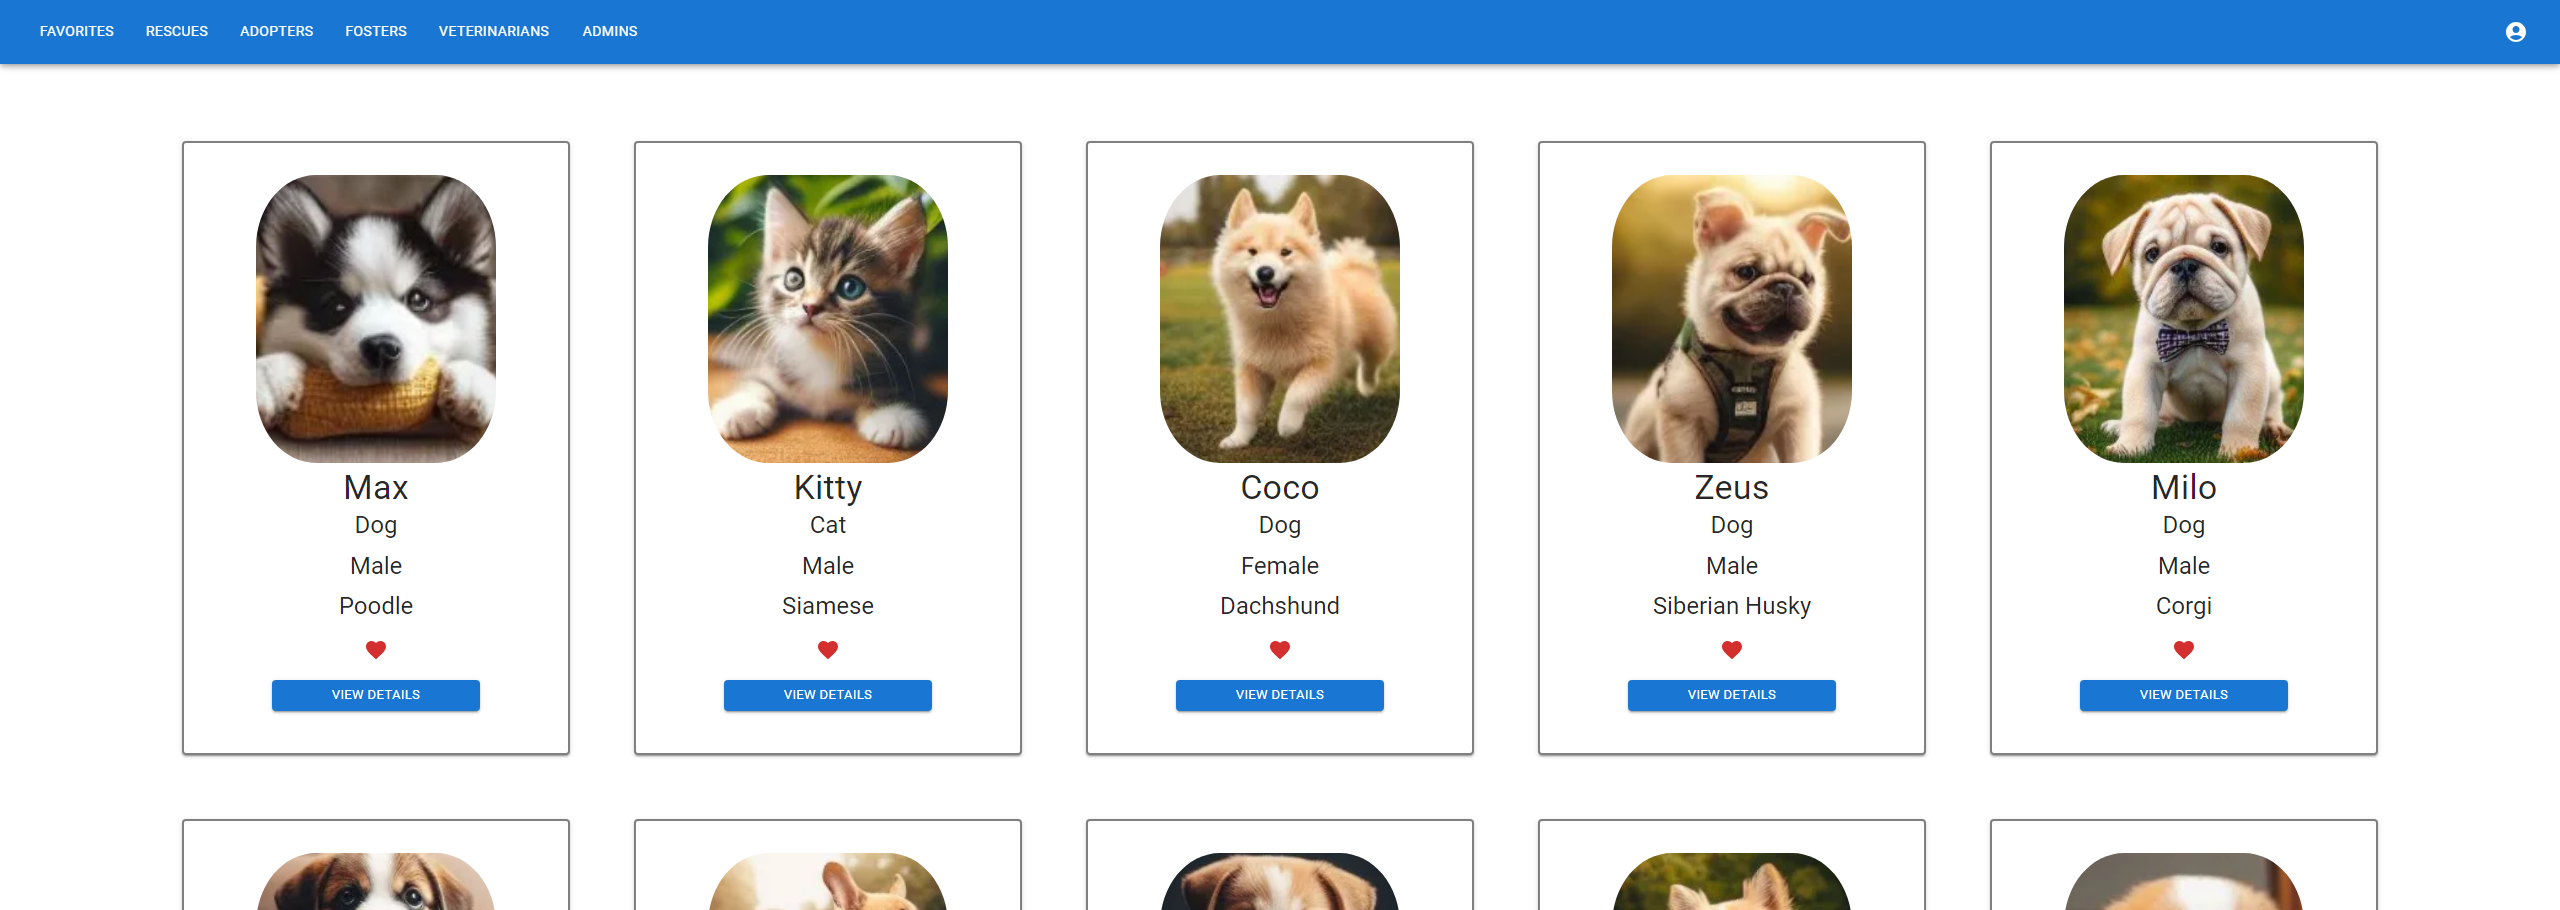 FAVORITES RESCUES ADOPTERS FOSTERS VETERINARIANS ADMINS
Max
Dog
Male
Poodle
VIEW DETAILS
Kitty
Cat
Male
Siamese
VIEW DETAILS
Coco
Dog
Female
Dachshund
VIEW DETAILS
Zeus
Dog
Male
Siberian Husky
VIEW DETAILS
Milo
Dog
Male
Corgi
VIEW DETAILS